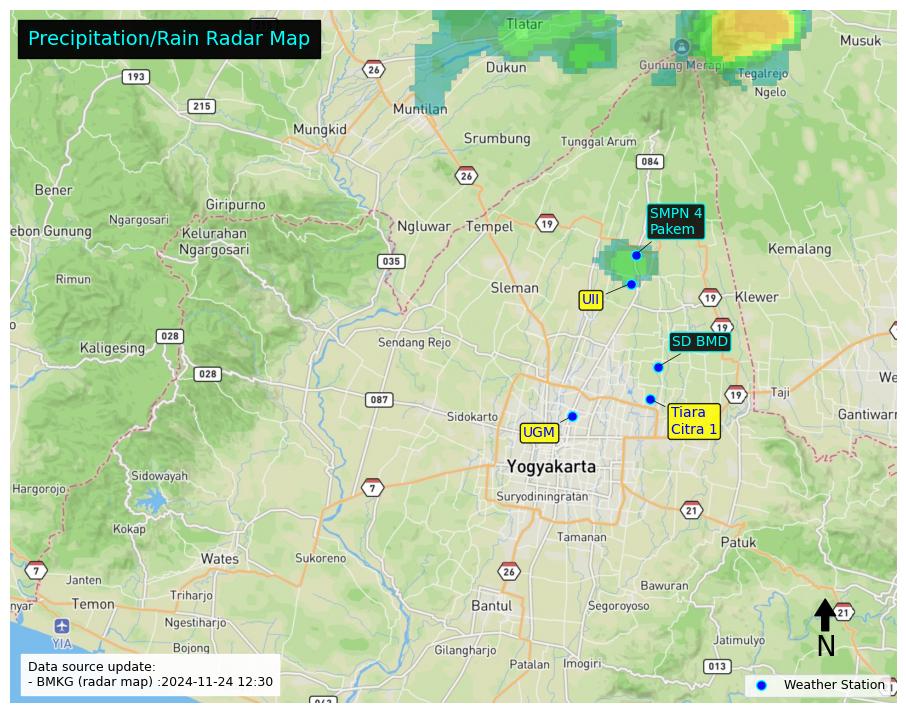 Precipitation/Rain Radar Map
Tlatar
Musuk
26
Dukun
Gunung Merapi
193
Tegalrejo
Ngelo
215
Muntilan
Mungkid
Srumbung
Tunggal Arum
084
26
Bener
Giripurno
SMPN 4
Pakem
Ngargosari
ebon Gunung
Kelurahan
Ngargosari
Ngluwar
Tempel
19
Kemalang
035
Rimun
Sleman
UII
19
Klewer
19
028
Kaligesing
Sendang Rejo
SD BMD
028
We
087
19
Taji
Sidokarto
Tiara
Citra 1
Gantiwarn
UGM
Yogyakarta
Sidowayah
Hargorojo
7
Suryodiningratan
21
Kokap
Tamanan
Patuk
Wates
Sukoreno
7
Janten
26
Bawuran
Triharjo
nyar
Temon
Bantul
Segoroyoso
21
Ngestiharjo
YIA
N
Jatimulyo
Bojong
Gilangharjo
Patalan
Imogiri
013
Data source update:
- BMKG (radar map) :2024-11-24 12:30
Weather Station